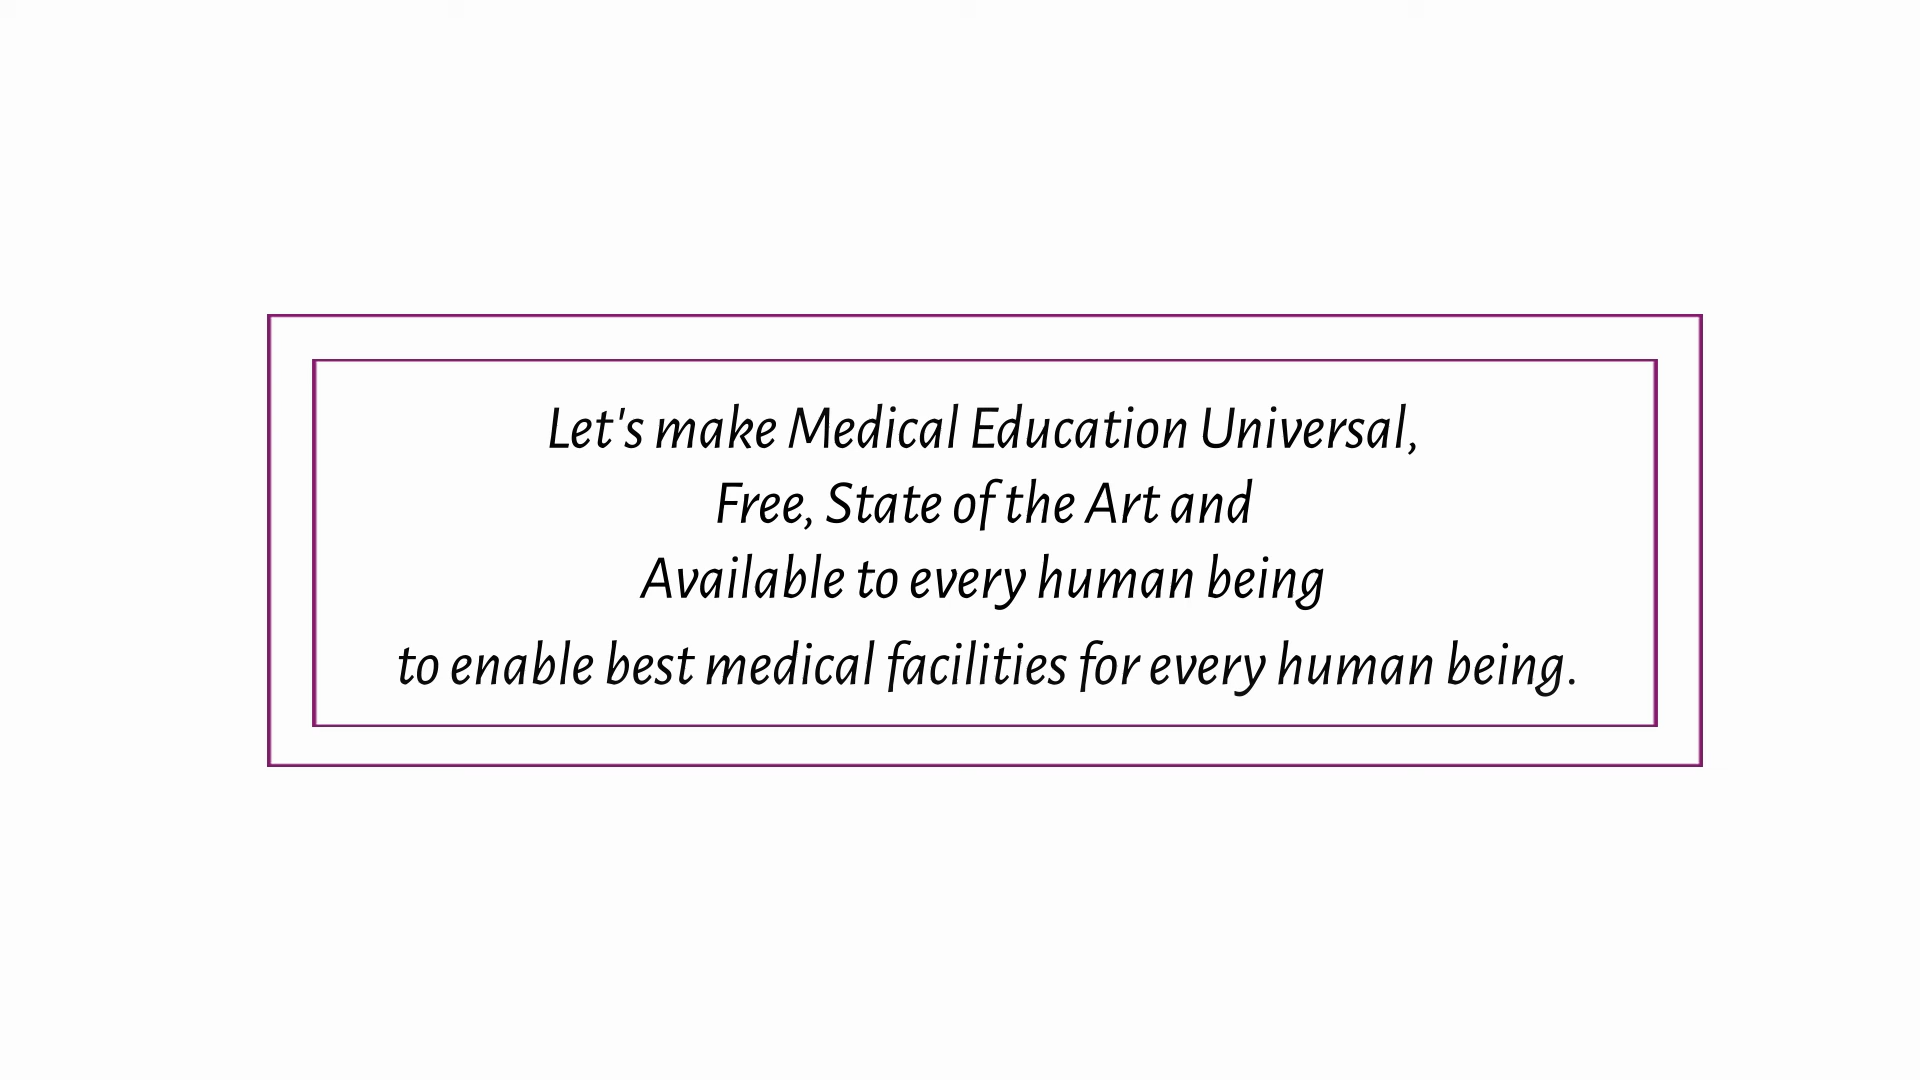 Let's make Medical Education Universal,
Free, State of the Art and
Available to every human being
to enable best medical facilities for every human being.